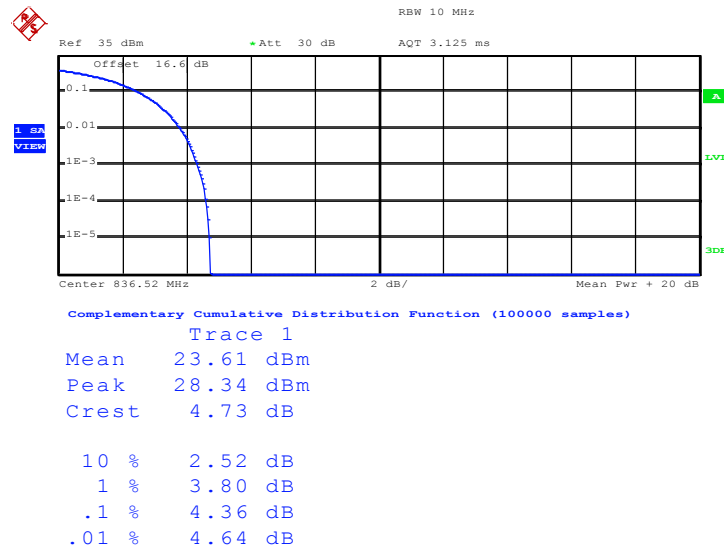 RBW 10 MHz
Ref 35 dBm * Att 30 dB AQT 3.125 ms
Offset 16.6 dB
0.1
A
0.01
1 SA
VIEW
1E-3
1E-4
1E-5
3DB
Center 836.52 MHz 2 dB/ Mean Pwr + 20 dB
Complementary Cumulative Distribution Function (100000 samples)
Trace 1
Mean 23.61 dBm
Peak 28.34 dBm
Crest 4.73 dB
10 % 2.52 dB
1 % 3.80 dB
.1 % 4.36 dB
.01 % 4.64 dB